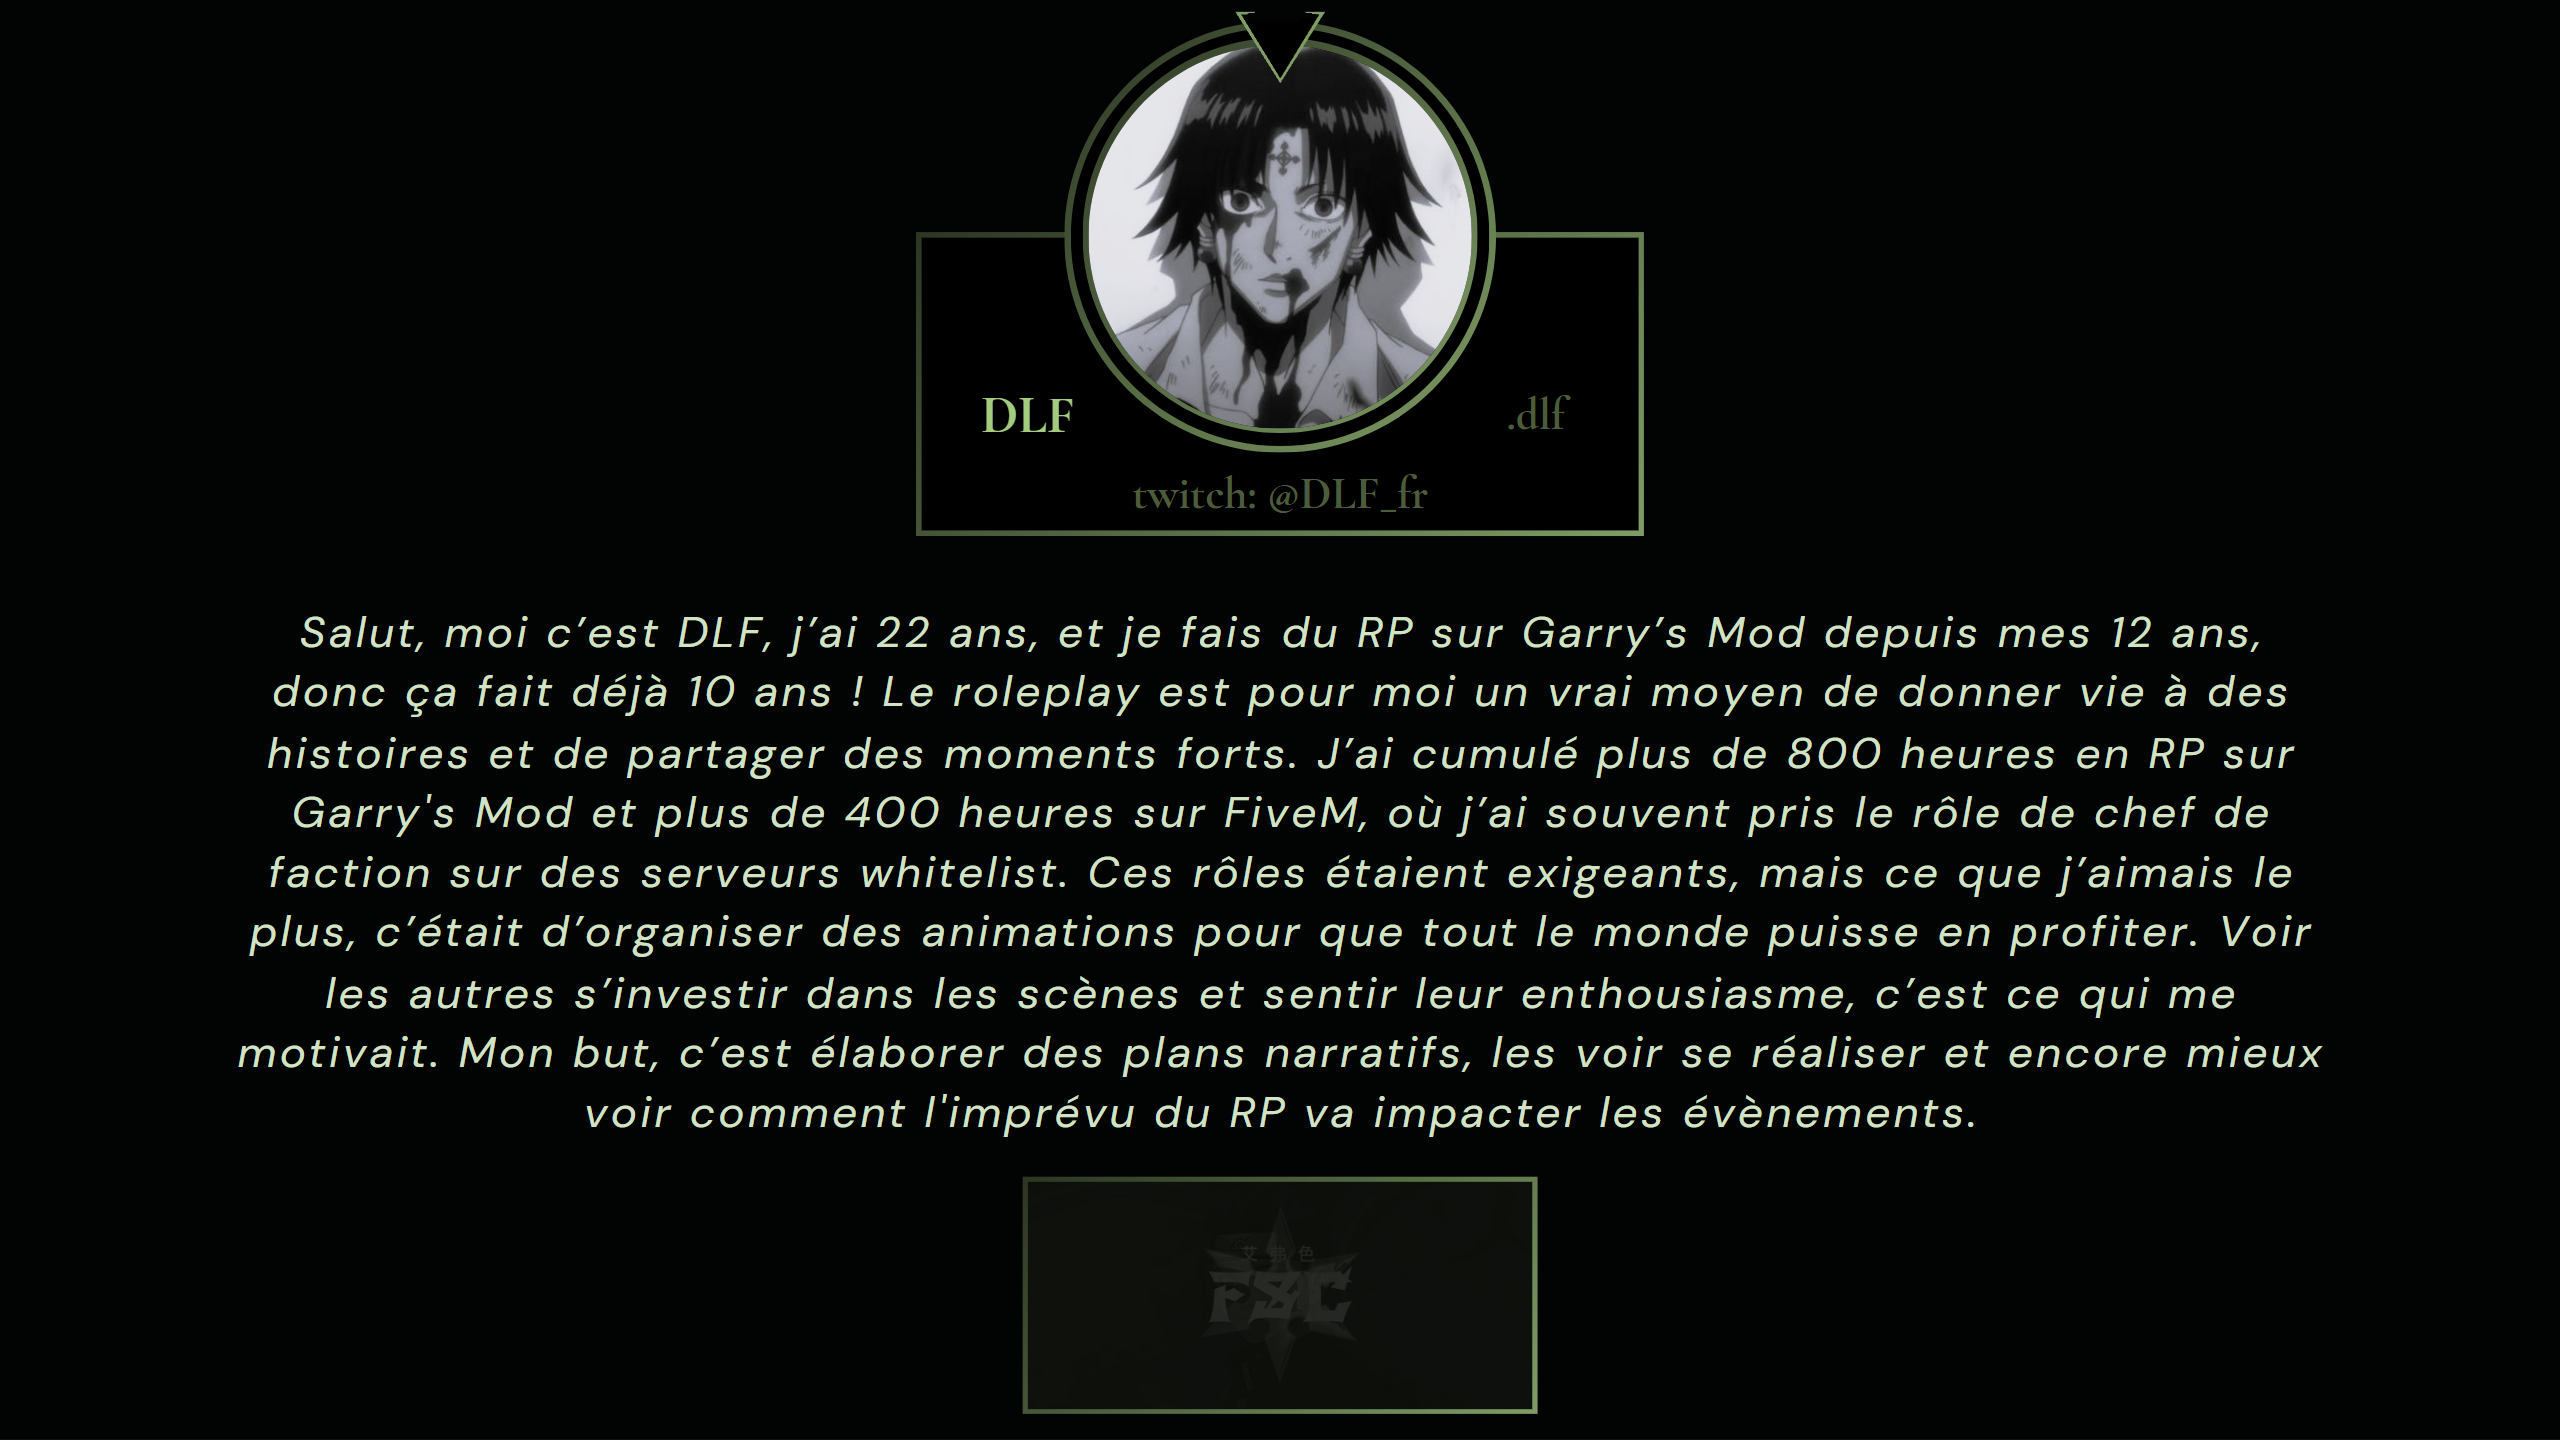 DLF
.dlf
twitch: @DLF_fr
Salut, moi c’est DLF, j’ai 22 ans, et je fais du RP sur Garry’s Mod depuis mes 12 ans,
donc ça fait déjà 10 ans ! Le roleplay est pour moi un vrai moyen de donner vie à des
histoires et de partager des moments forts. J’ai cumulé plus de 800 heures en RP sur
Garry's Mod et plus de 400 heures sur FiveM, où j’ai souvent pris le rôle de chef de
faction sur des serveurs whitelist. Ces rôles étaient exigeants, mais ce que j’aimais le
plus, c’était d’organiser des animations pour que tout le monde puisse en profiter. Voir
les autres s’investir dans les scènes et sentir leur enthousiasme, c’est ce qui me
motivait. Mon but, c’est élaborer des plans narratifs, les voir se réaliser et encore mieux
voir comment l'imprévu du RP va impacter les évènements.
艾弗色
FSC